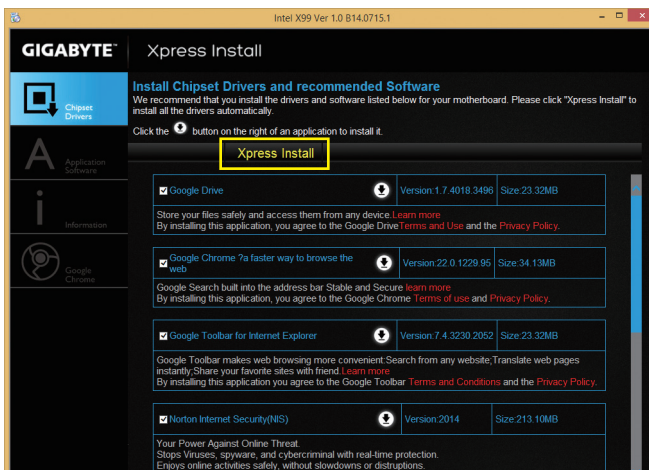 Intel X99 Ver 1.0 B14.0715.1
GIGABYTE™
Xpress Install
Chipset
Drivers
Application
Software
Information
Google
Chrome
Install Chipset Drivers and recommended Software
We recommend that you install the drivers and software listed below for your motherboard. Please click "Xpress Install" to
install all the drivers automatically.
Click the button on the right of an application to install it.
Xpress Install
Google Drive Version:1.7.4018.3496 Size:23.32MB
Store your files safely and access them from any device.Learn more
By installing this application, you agree to the Google DriveTerms and Use and the Privacy Policy.
Google Chrome ?a faster way to browse the
web Version:22.0.1229.95 Size:34.13MB
Google Search built into the address bar Stable and Secure learn more
By installing this application, you agree to the Google Chrome Terms of use and Privacy Policy.
Google Toolbar for Internet Explorer Version:7.4.3230.2052 Size:23.32MB
Google Toolbar makes web browsing more convenient:Search from any website;Translate web pages
instantly;Share your favorite sites with friend.Learn more
By installing this application you agree to the Google Toolbar Terms and Conditions and the Privacy Policy.
Norton Internet Security(NIS) Version:2014 Size:213.10MB
Your Power Against Online Threat.
Stops Viruses, spyware, and cybercriminal with real-time protection.
Enjoys online activities safely, without slowdowns or distruptions.